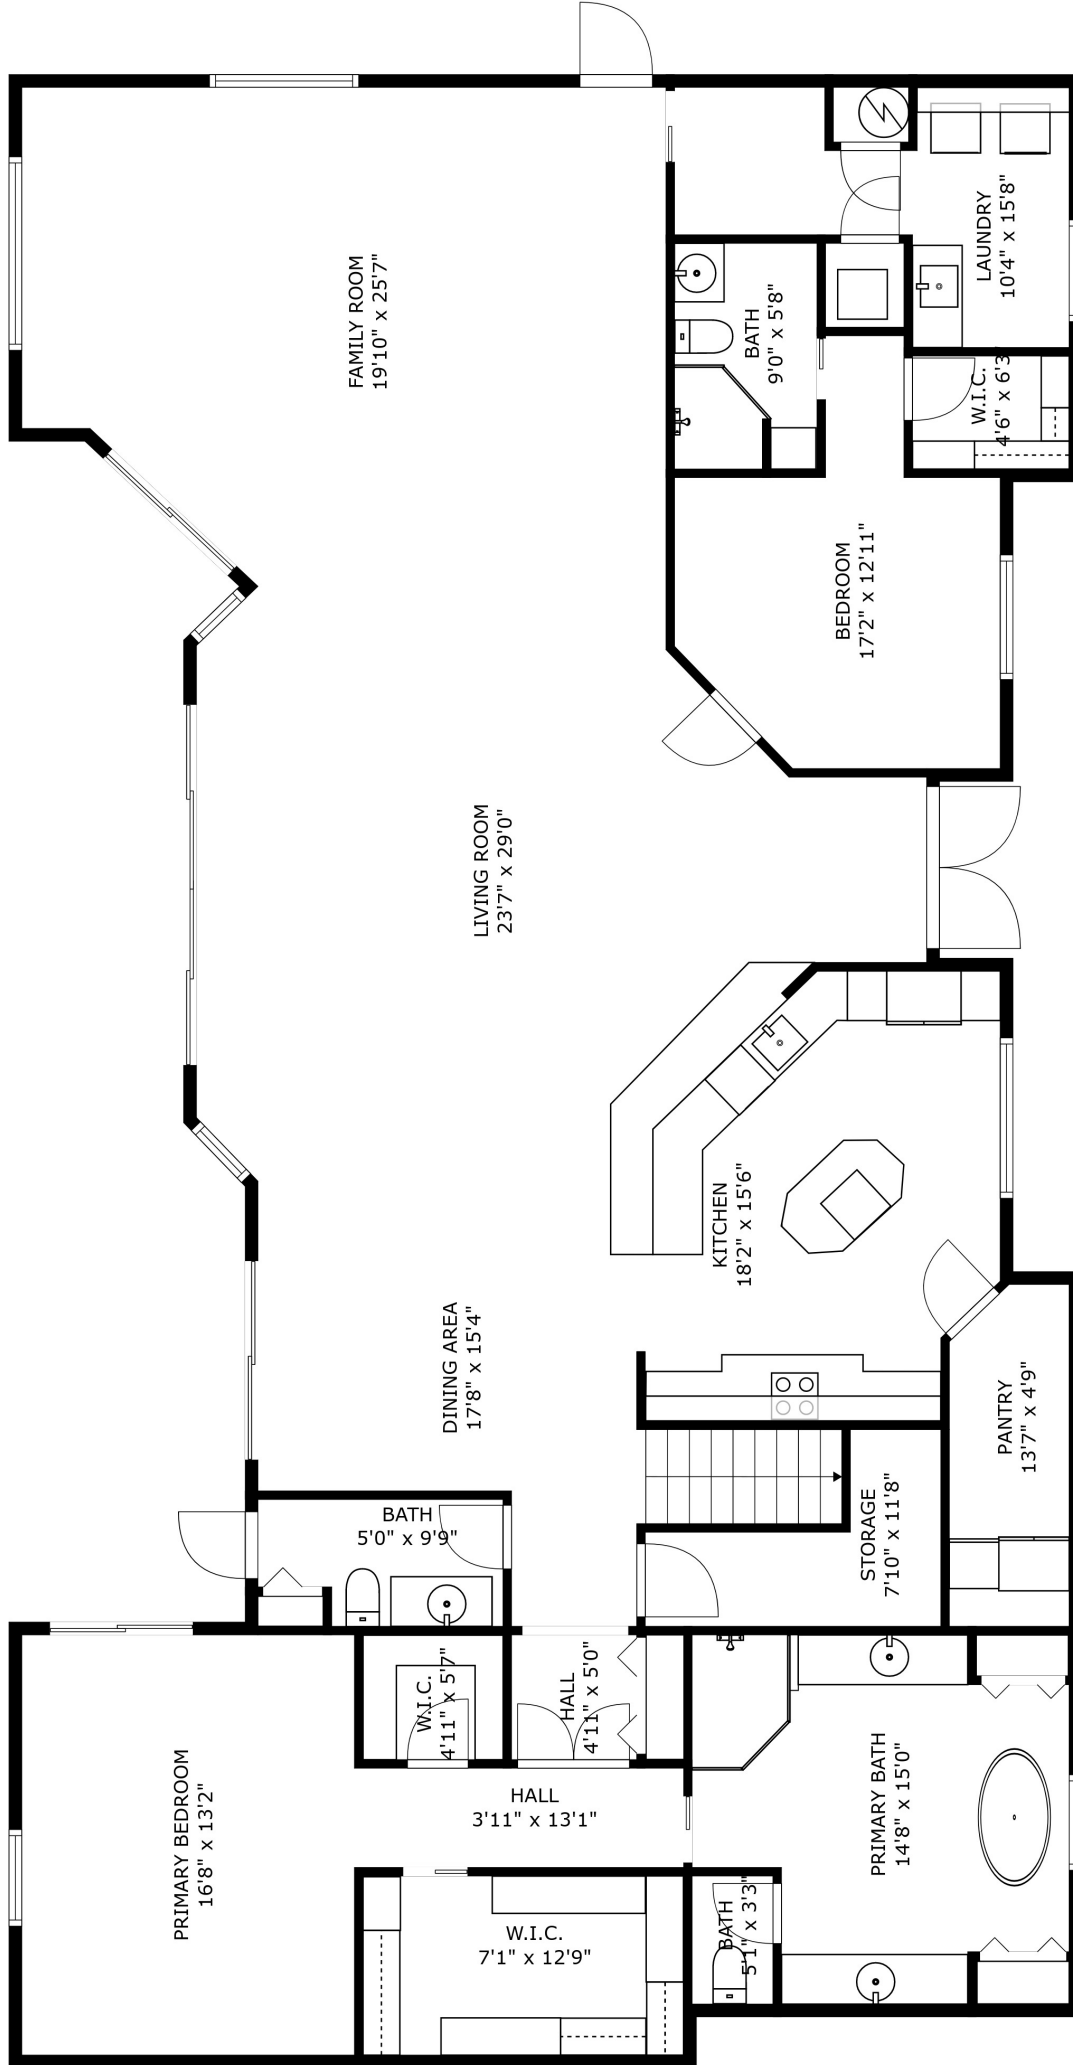 FAMILY ROOM
19'10" x 25'7"
LAUNDRY
10'4" x 15'8"
BATH
9'0" x 5'8"
W.I.C.
4'6" x 6'3
BEDROOM
17'2" x 12'11"
LIVING ROOM
23'7" x 29'0"
KITCHEN
18'2" x 15'6"
DINING AREA
17'8" x 15'4"
PANTRY
13'7" x 4'9"
STORAGE
7'10" x 11'8"
BATH
5'0" x 9'9"
W.I.C.
4'11" x 5'7"
HALL
4'11" x 5'0"
PRIMARY BEDROOM
16'8" x 13'2"
HALL
3'11" x 13'1"
PRIMARY BATH
14'8" x 15'0"
W.I.C.
7'1" x 12'9"
BATH
5'1" x 3'3"